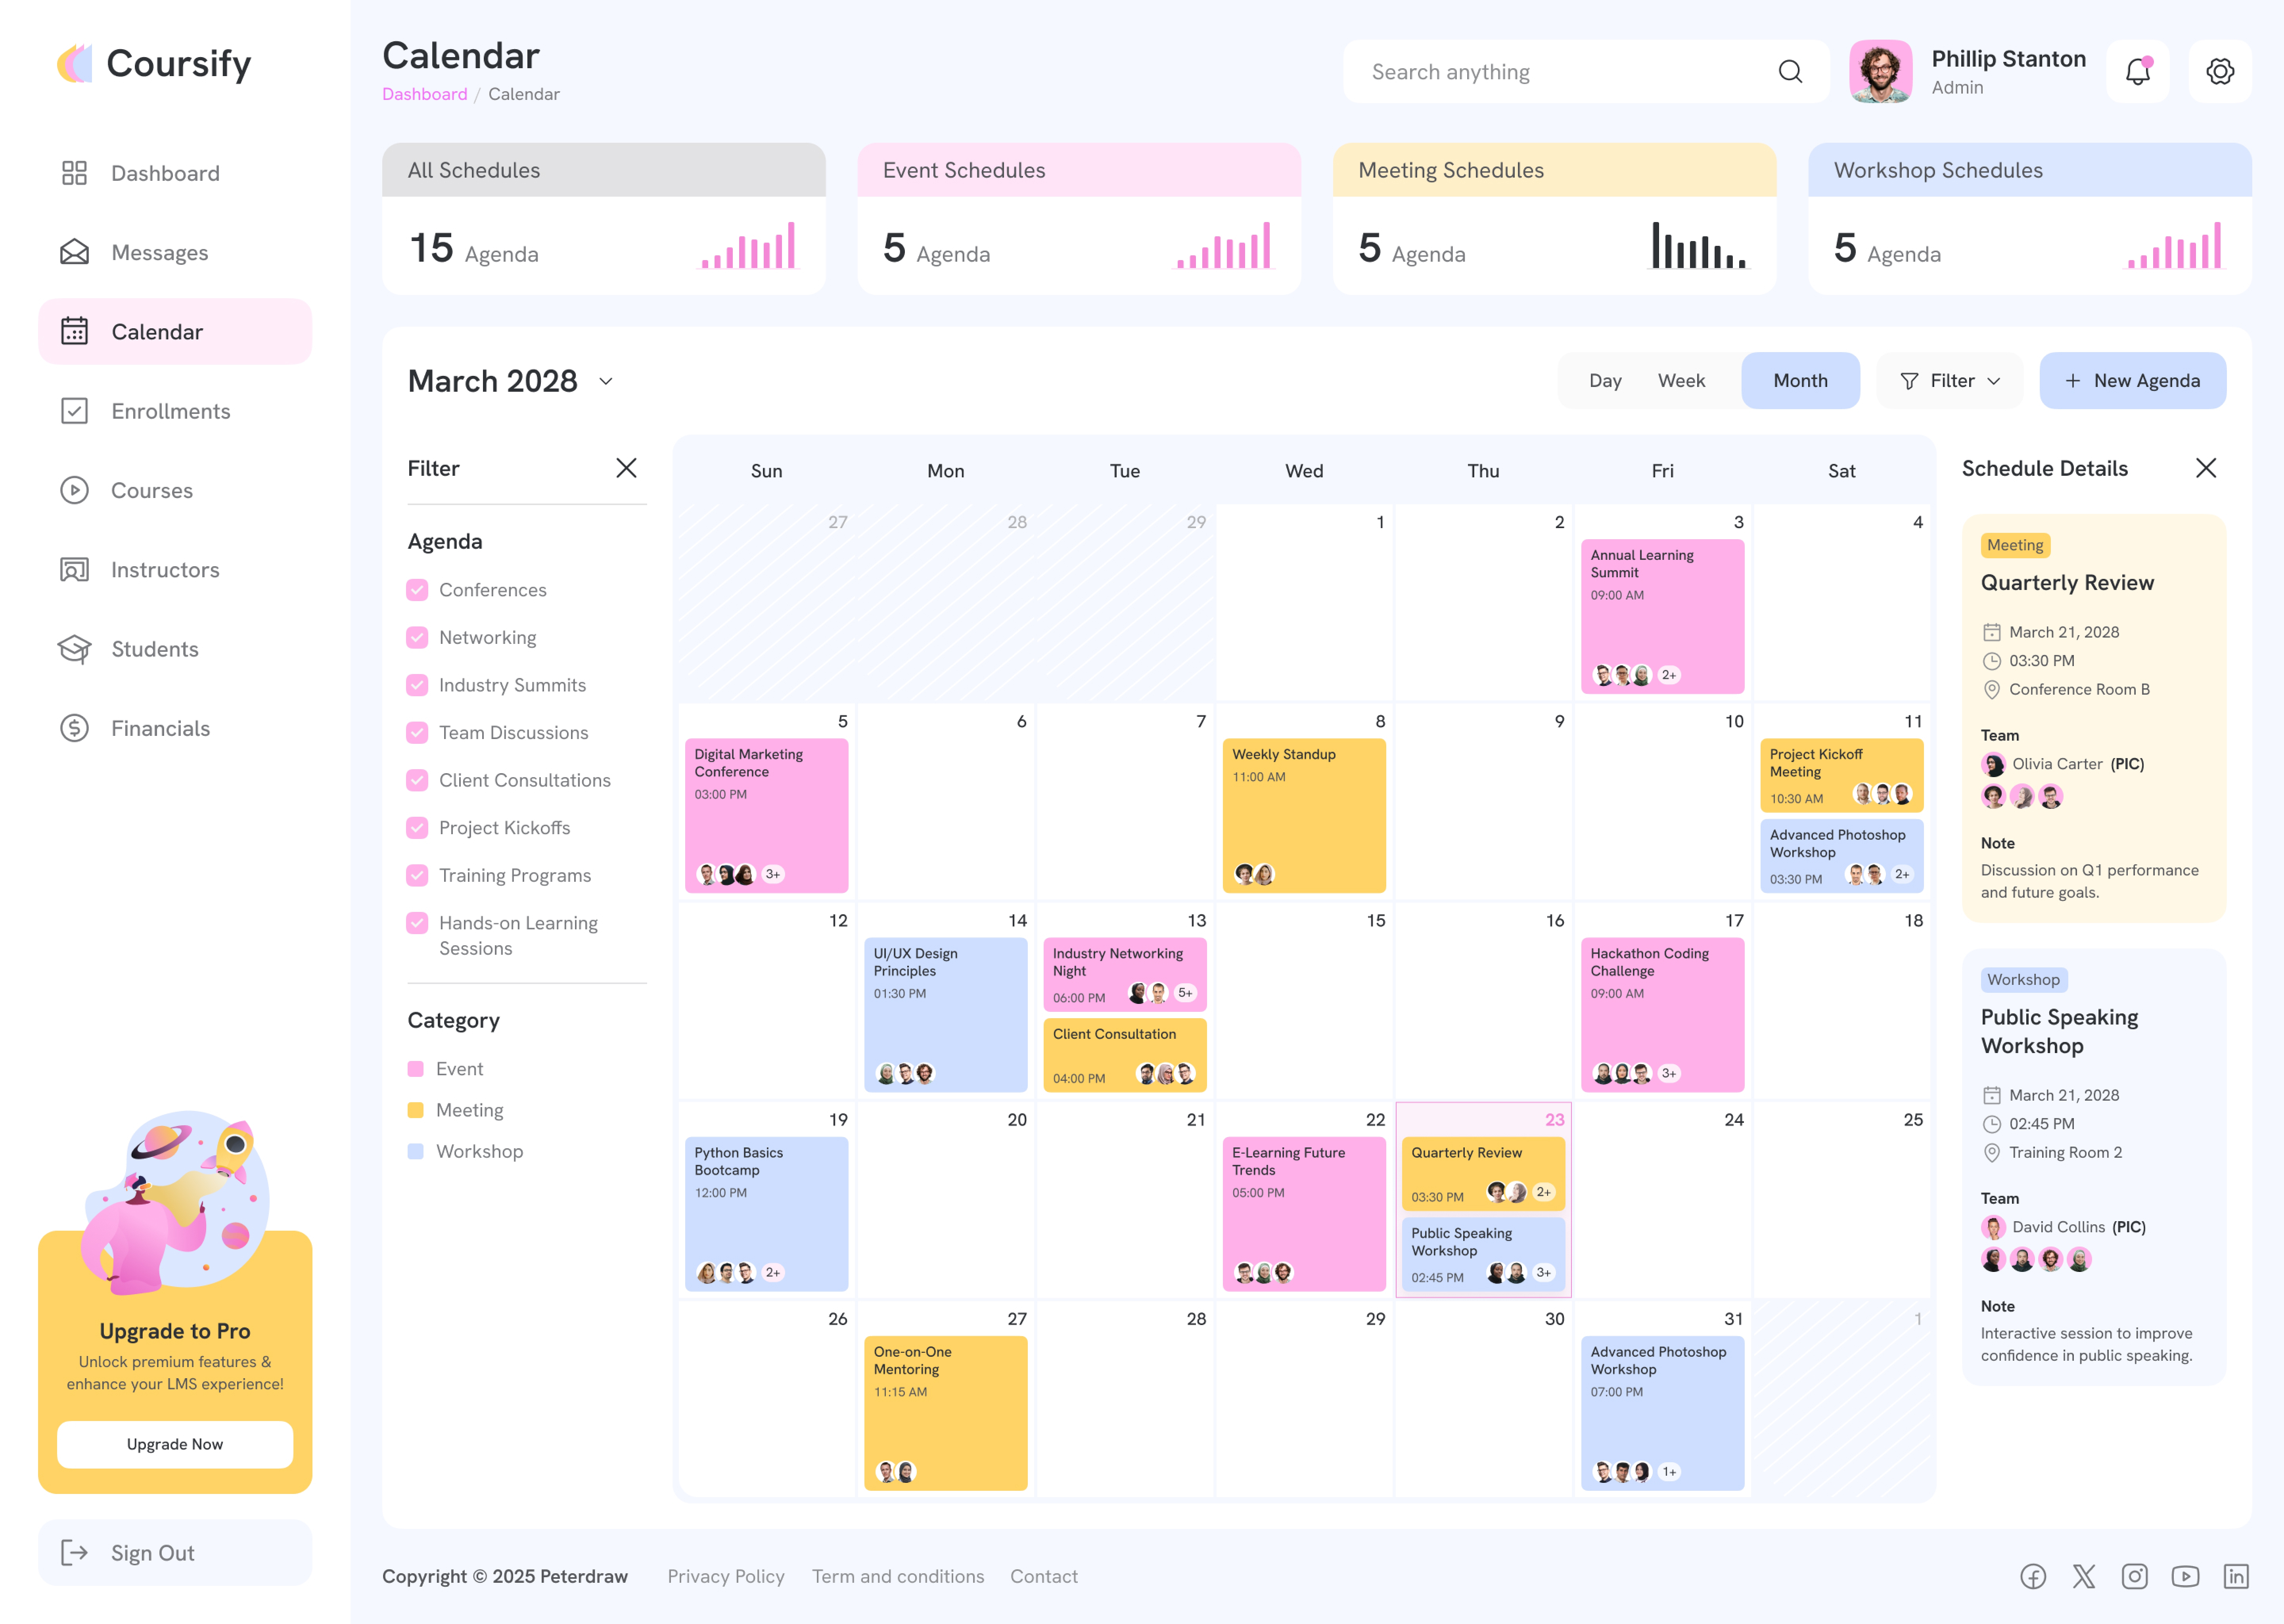 Coursify
Dashboard
Messages
Calendar
Enrollments
Courses
Instructors
Students
Financials
Upgrade to Pro
Unlock premium features &
enhance your LMS experience!
Upgrade Now
Sign Out
Calendar
Dashboard / Calendar
Search anything
Phillip Stanton
Admin
All Schedules
15 Agenda
Event Schedules
5 Agenda
Meeting Schedules
5 Agenda
Workshop Schedules
5 Agenda
March 2028
Day
Week
Month
Filter
+ New Agenda
Filter
Agenda
Conferences
Networking
Industry Summits
Team Discussions
Client Consultations
Project Kickoffs
Training Programs
Hands-on Learning
Sessions
Category
Event
Meeting
Workshop
Sun Mon Tue Wed Thu Fri Sat
27 28 29 1 2 3 4
Annual Learning
Summit
09:00 AM
2+
5 6 7 8 9 10 11
Digital Marketing
Conference
03:00 PM
3+
Weekly Standup
11:00 AM
Project Kickoff
Meeting
10:30 AM
Advanced Photoshop
Workshop
03:30 PM
2+
12 14 13 15 16 17 18
UI/UX Design
Principles
01:30 PM
Industry Networking
Night
06:00 PM
5+
Client Consultation
04:00 PM
Hackathon Coding
Challenge
09:00 AM
3+
19 20 21 22 23 24 25
Python Basics
Bootcamp
12:00 PM
2+
E-Learning Future
Trends
05:00 PM
Quarterly Review
03:30 PM
2+
Public Speaking
Workshop
02:45 PM
3+
26 27 28 29 30 31 1
One-on-One
Mentoring
11:15 AM
Advanced Photoshop
Workshop
07:00 PM
1+
Schedule Details
Meeting
Quarterly Review
March 21, 2028
03:30 PM
Conference Room B
Team
Olivia Carter (PIC)
Note
Discussion on Q1 performance
and future goals.
Workshop
Public Speaking
Workshop
March 21, 2028
02:45 PM
Training Room 2
Team
David Collins (PIC)
Note
Interactive session to improve
confidence in public speaking.
Copyright © 2025 Peterdraw
Privacy Policy
Term and conditions
Contact